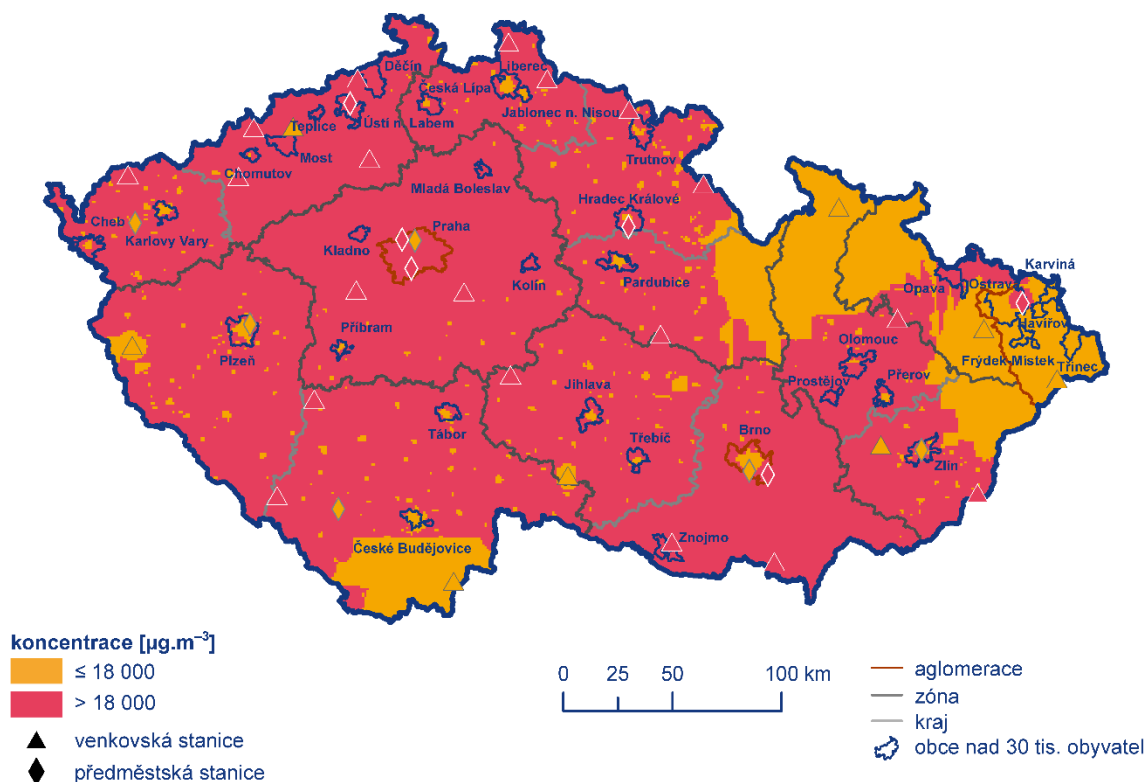 Děčín
Liberec
Česká Lípa
Jablonec n. Nisou
Teplice
Ústí n. Labem
Most
Trutnov
Chomutov
Mladá Boleslav
Hradec Králové
Cheb
Karlovy Vary
Praha
Kladno
Karviná
Ostrava
Opava
Kolín
Pardubice
Havířov
Příbram
Olomouc
Plzeň
Frýdek Místek
Třinec
Jihlava
Prostějov
Přerov
Tábor
Třebíč
Brno
Zlín
Znojmo
České Budějovice
koncentrace [µg.m⁻³]
≤ 18 000
> 18 000
venkovská stanice
předměstská stanice
0 25 50 100 km
aglomerace
zóna
kraj
obce nad 30 tis. obyvatel